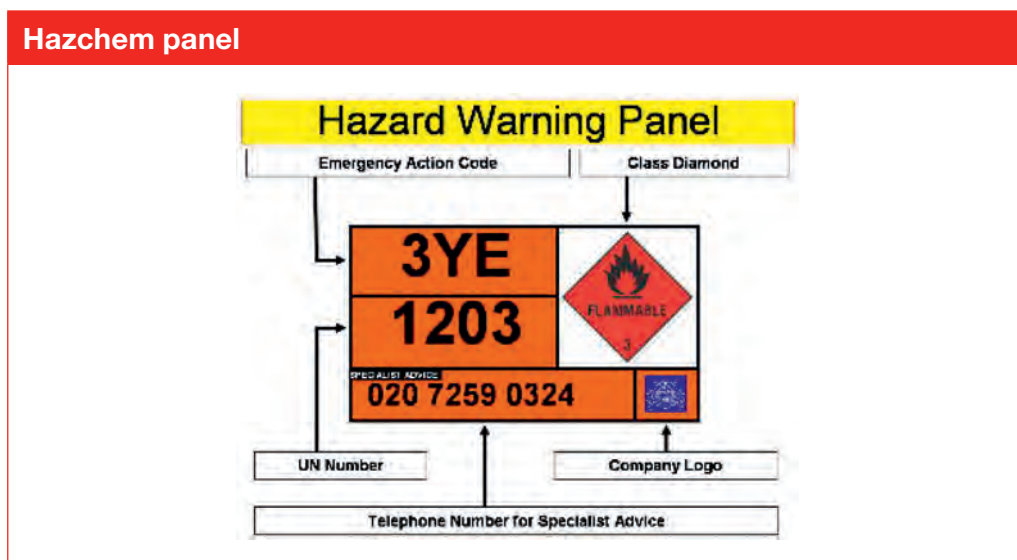 Hazchem panel
Hazard Warning Panel
Emergency Action Code
Class Diamond
3YE
FLAMMABLE
3
1203
SPECIALIST ADVICE
020 7259 0324
UN Number
Company Logo
Telephone Number for Specialist Advice